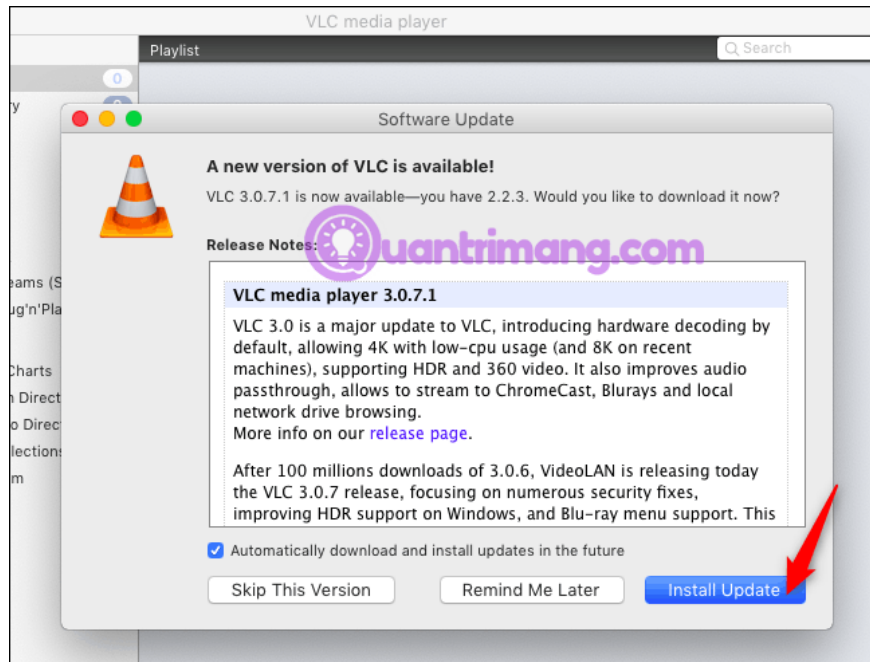 VLC media player
Playlist
Search
0
y
Software Update
A new version of VLC is available!
VLC 3.0.7.1 is now available—you have 2.2.3. Would you like to download it now?
Quantrimang.com
Release Notes:
eams (S
ug'n'Pla
Charts
n Direct
o Direc
lections
m
VLC media player 3.0.7.1
VLC 3.0 is a major update to VLC, introducing hardware decoding by
default, allowing 4K with low-cpu usage (and 8K on recent
machines), supporting HDR and 360 video. It also improves audio
passthrough, allows to stream to ChromeCast, Blurays and local
network drive browsing.
More info on our release page.
After 100 millions downloads of 3.0.6, VideoLAN is releasing today
the VLC 3.0.7 release, focusing on numerous security fixes,
improving HDR support on Windows, and Blu-ray menu support. This
Automatically download and install updates in the future
Skip This Version
Remind Me Later
Install Update